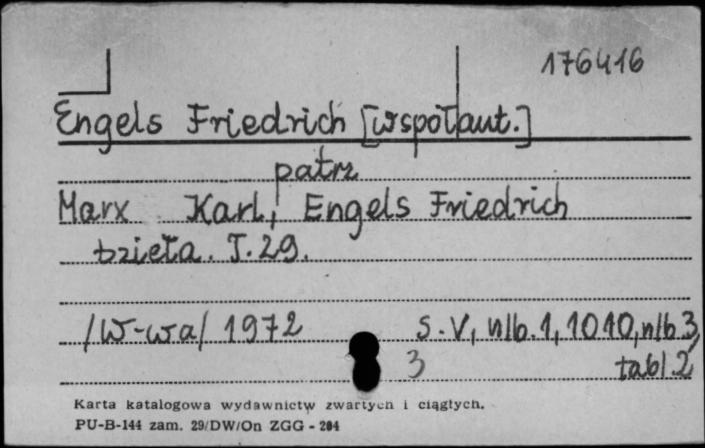 176416
Engels Friedrich [współaut.]
patrz
Marx Karl, Engels Friedrich
Dzieła. T.29.
/W-wa/ 1972 s. V, nlb.1, 1010, nlb 3,
3 tabl.2
Karta katalogowa wydawnictw zwartych i ciągłych.
PU-B-144 zam. 29/DW/On ZGG - 204